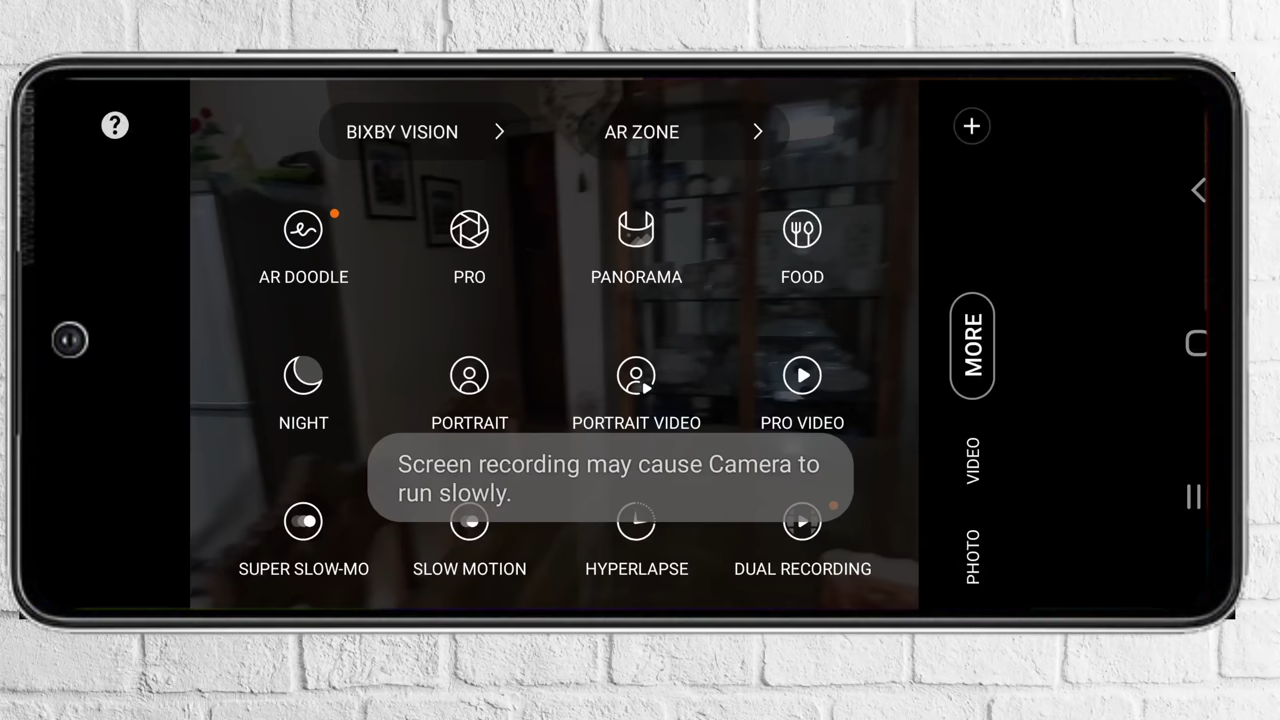 ?
BIXBY VISION
AR ZONE
+
AR DOODLE
PRO
PANORAMA
FOOD
NIGHT
PORTRAIT
PORTRAIT VIDEO
PRO VIDEO
Screen recording may cause Camera to
run slowly.
SUPER SLOW-MO
SLOW MOTION
HYPERLAPSE
DUAL RECORDING
MORE
VIDEO
PHOTO